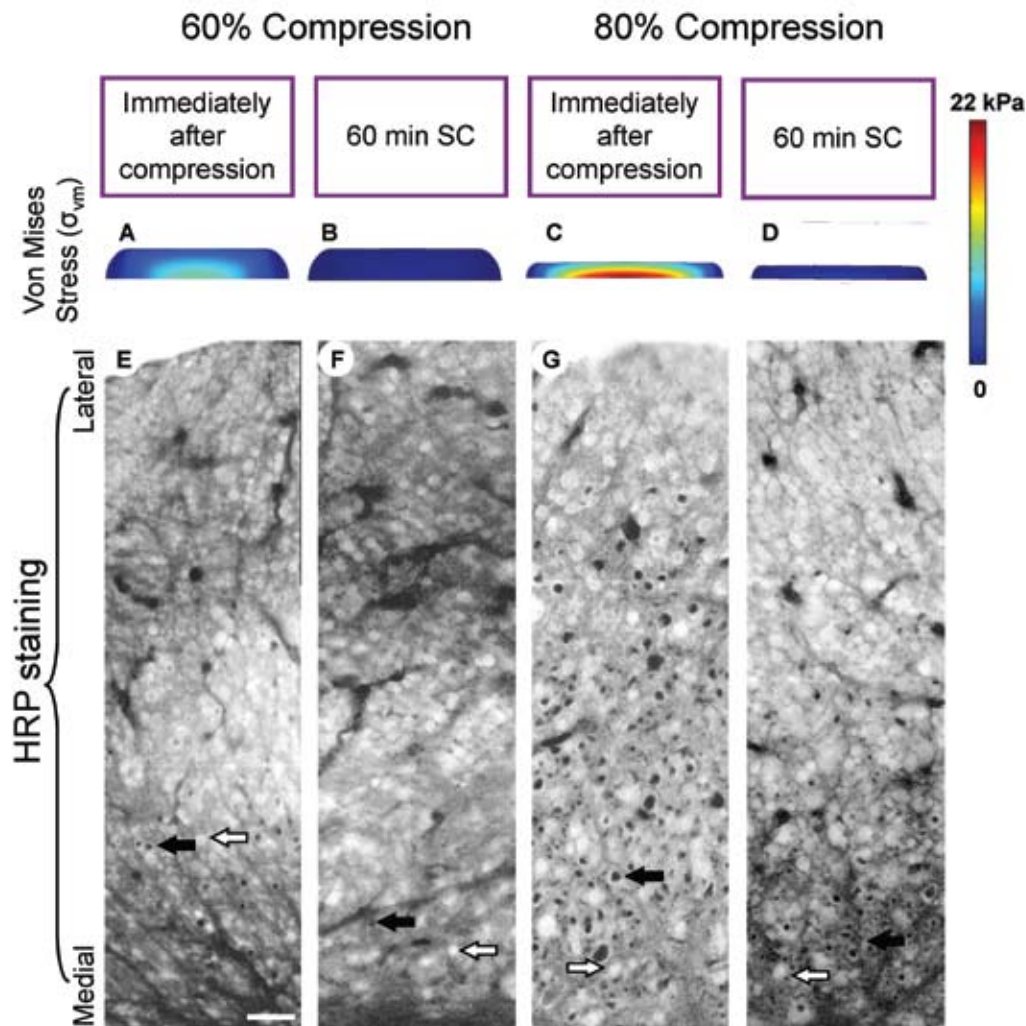 60% Compression
80% Compression
Immediately
after
compression
60 min SC
Immediately
after
compression
60 min SC
22 kPa
0
Von Mises
Stress (σvm)
A
B
C
D
E
F
G
Lateral
HRP staining
Medial